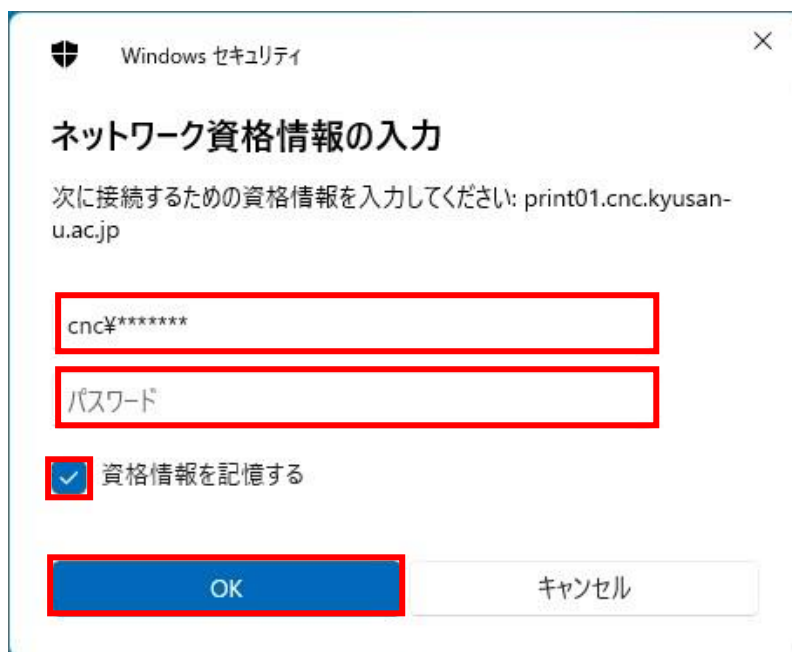 Windows セキュリティ
ネットワーク資格情報の入力
次に接続するための資格情報を入力してください: print01.cnc.kyusan-
u.ac.jp
cnc¥*******
パスワード
資格情報を記憶する
OK
キャンセル